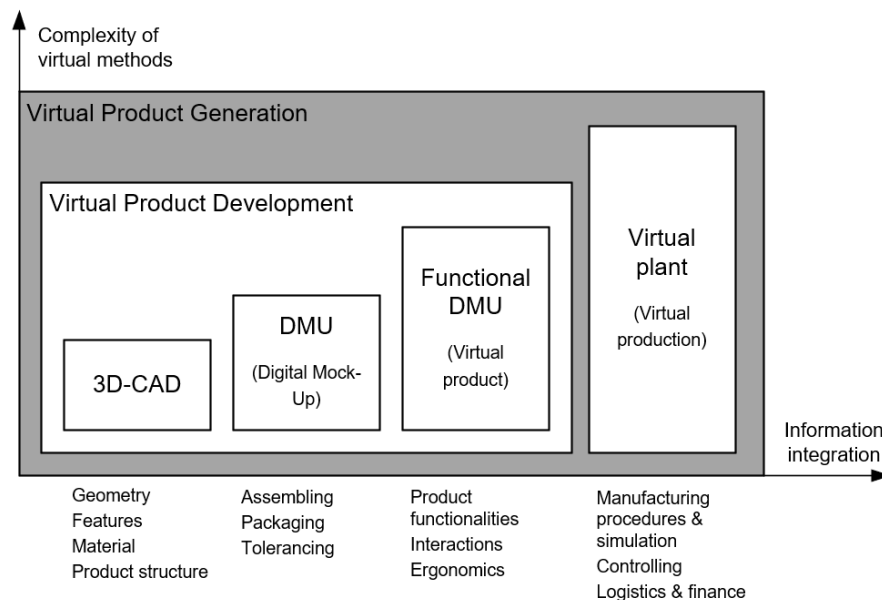 Complexity of
virtual methods
Virtual Product Generation
Virtual Product Development
3D-CAD
DMU
(Digital Mock-
Up)
Functional
DMU
(Virtual
product)
Virtual
plant
(Virtual
production)
Information
integration
Geometry
Features
Material
Product structure
Assembling
Packaging
Tolerancing
Product
functionalities
Interactions
Ergonomics
Manufacturing
procedures &
simulation
Controlling
Logistics & finance